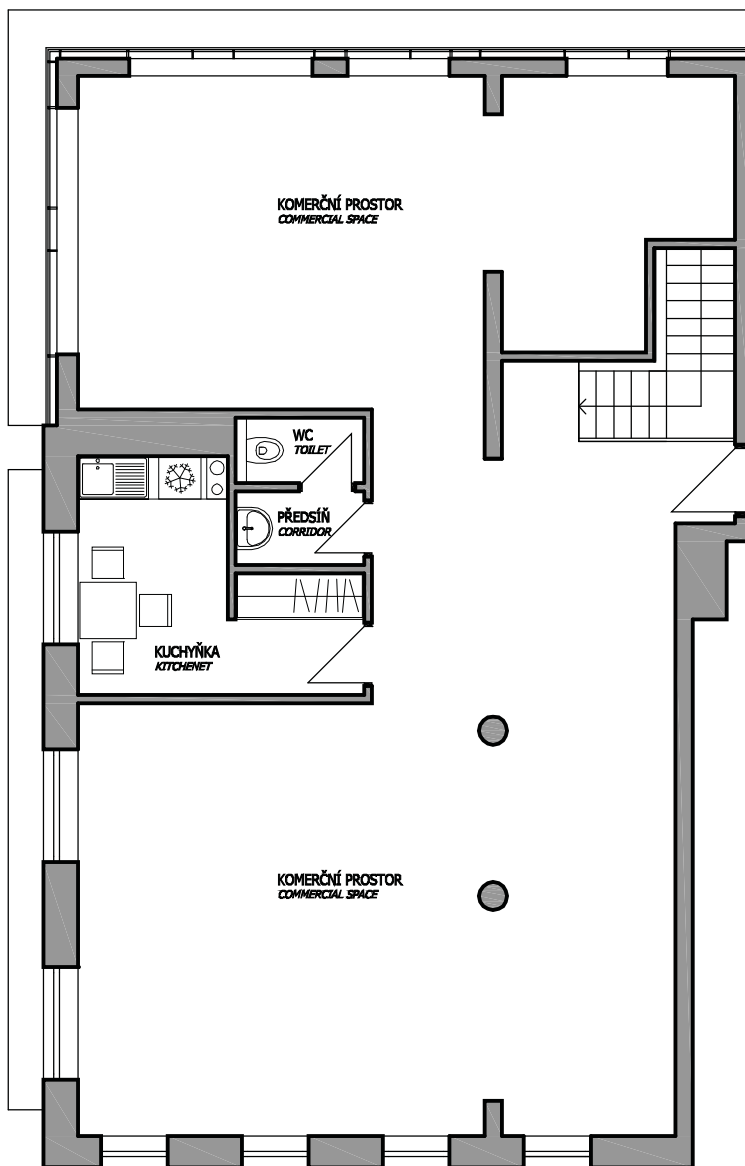 KOMERČNÍ PROSTOR
COMMERCIAL SPACE
WC
TOILET
PŘEDSÍŇ
CORRIDOR
KUCHYŇKA
KITCHENET
KOMERČNÍ PROSTOR
COMMERCIAL SPACE